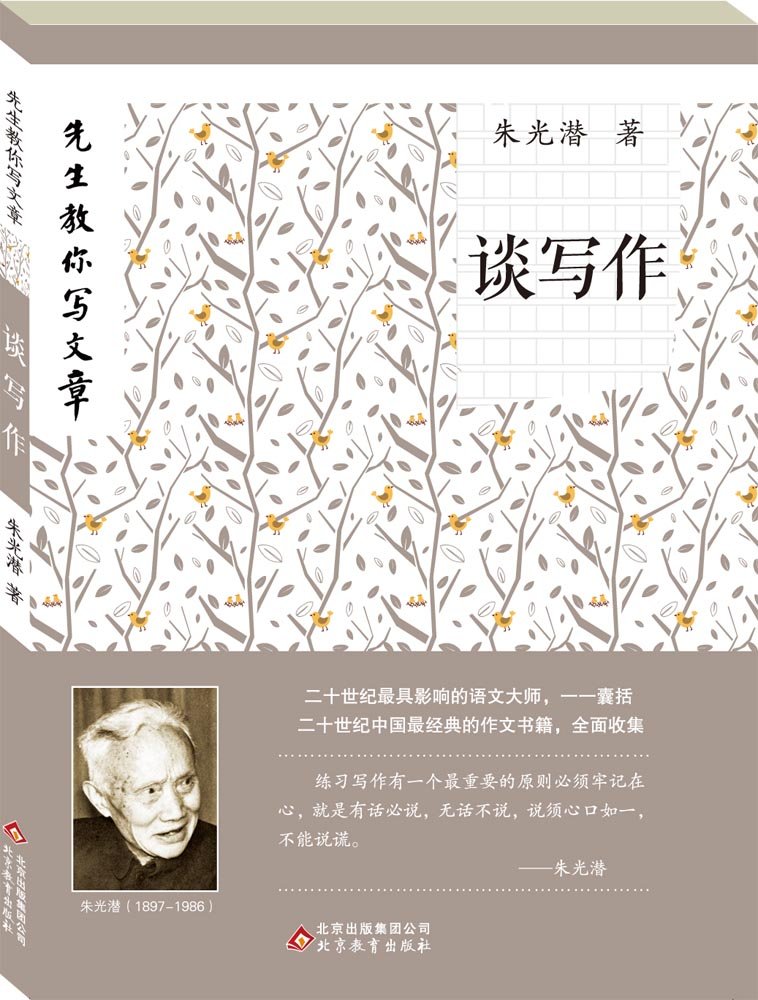 先生教你写文章
谈写作
朱光潜 著
北京出版集团公司
北京教育出版社
先生教你写文章
朱光潜 著
谈写作
二十世纪最具影响的语文大师，一一囊括
二十世纪中国最经典的作文书籍，全面收集
练习写作有一个最重要的原则必须牢记在
心，就是有话必说，无话不说，说须心口如一，
不能说谎。
——朱光潜
朱光潜（1897-1986）
北京出版集团公司
北京教育出版社